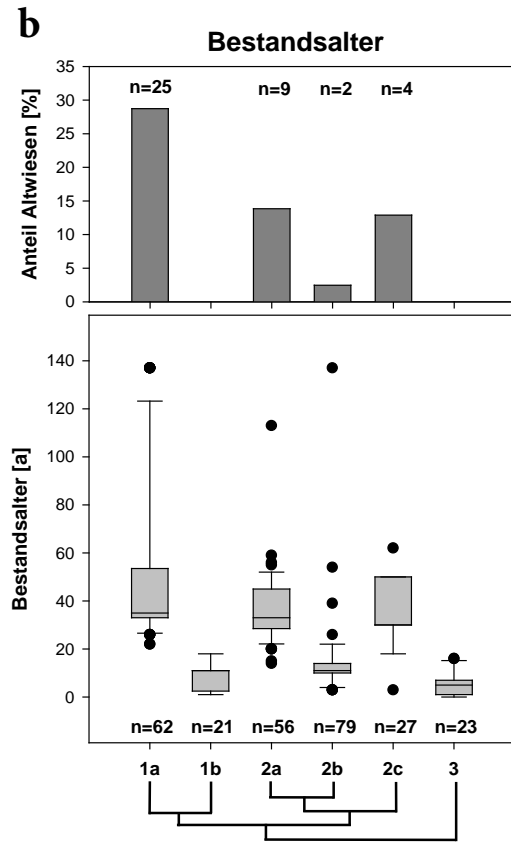 b
Bestandsalter
Anteil Altwiesen [%]
35
30
25
20
15
10
5
0
n=25 n=9 n=2 n=4
Bestandsalter [a]
140
120
100
80
60
40
20
0
n=62 n=21 n=56 n=79 n=27 n=23
1a 1b 2a 2b 2c 3